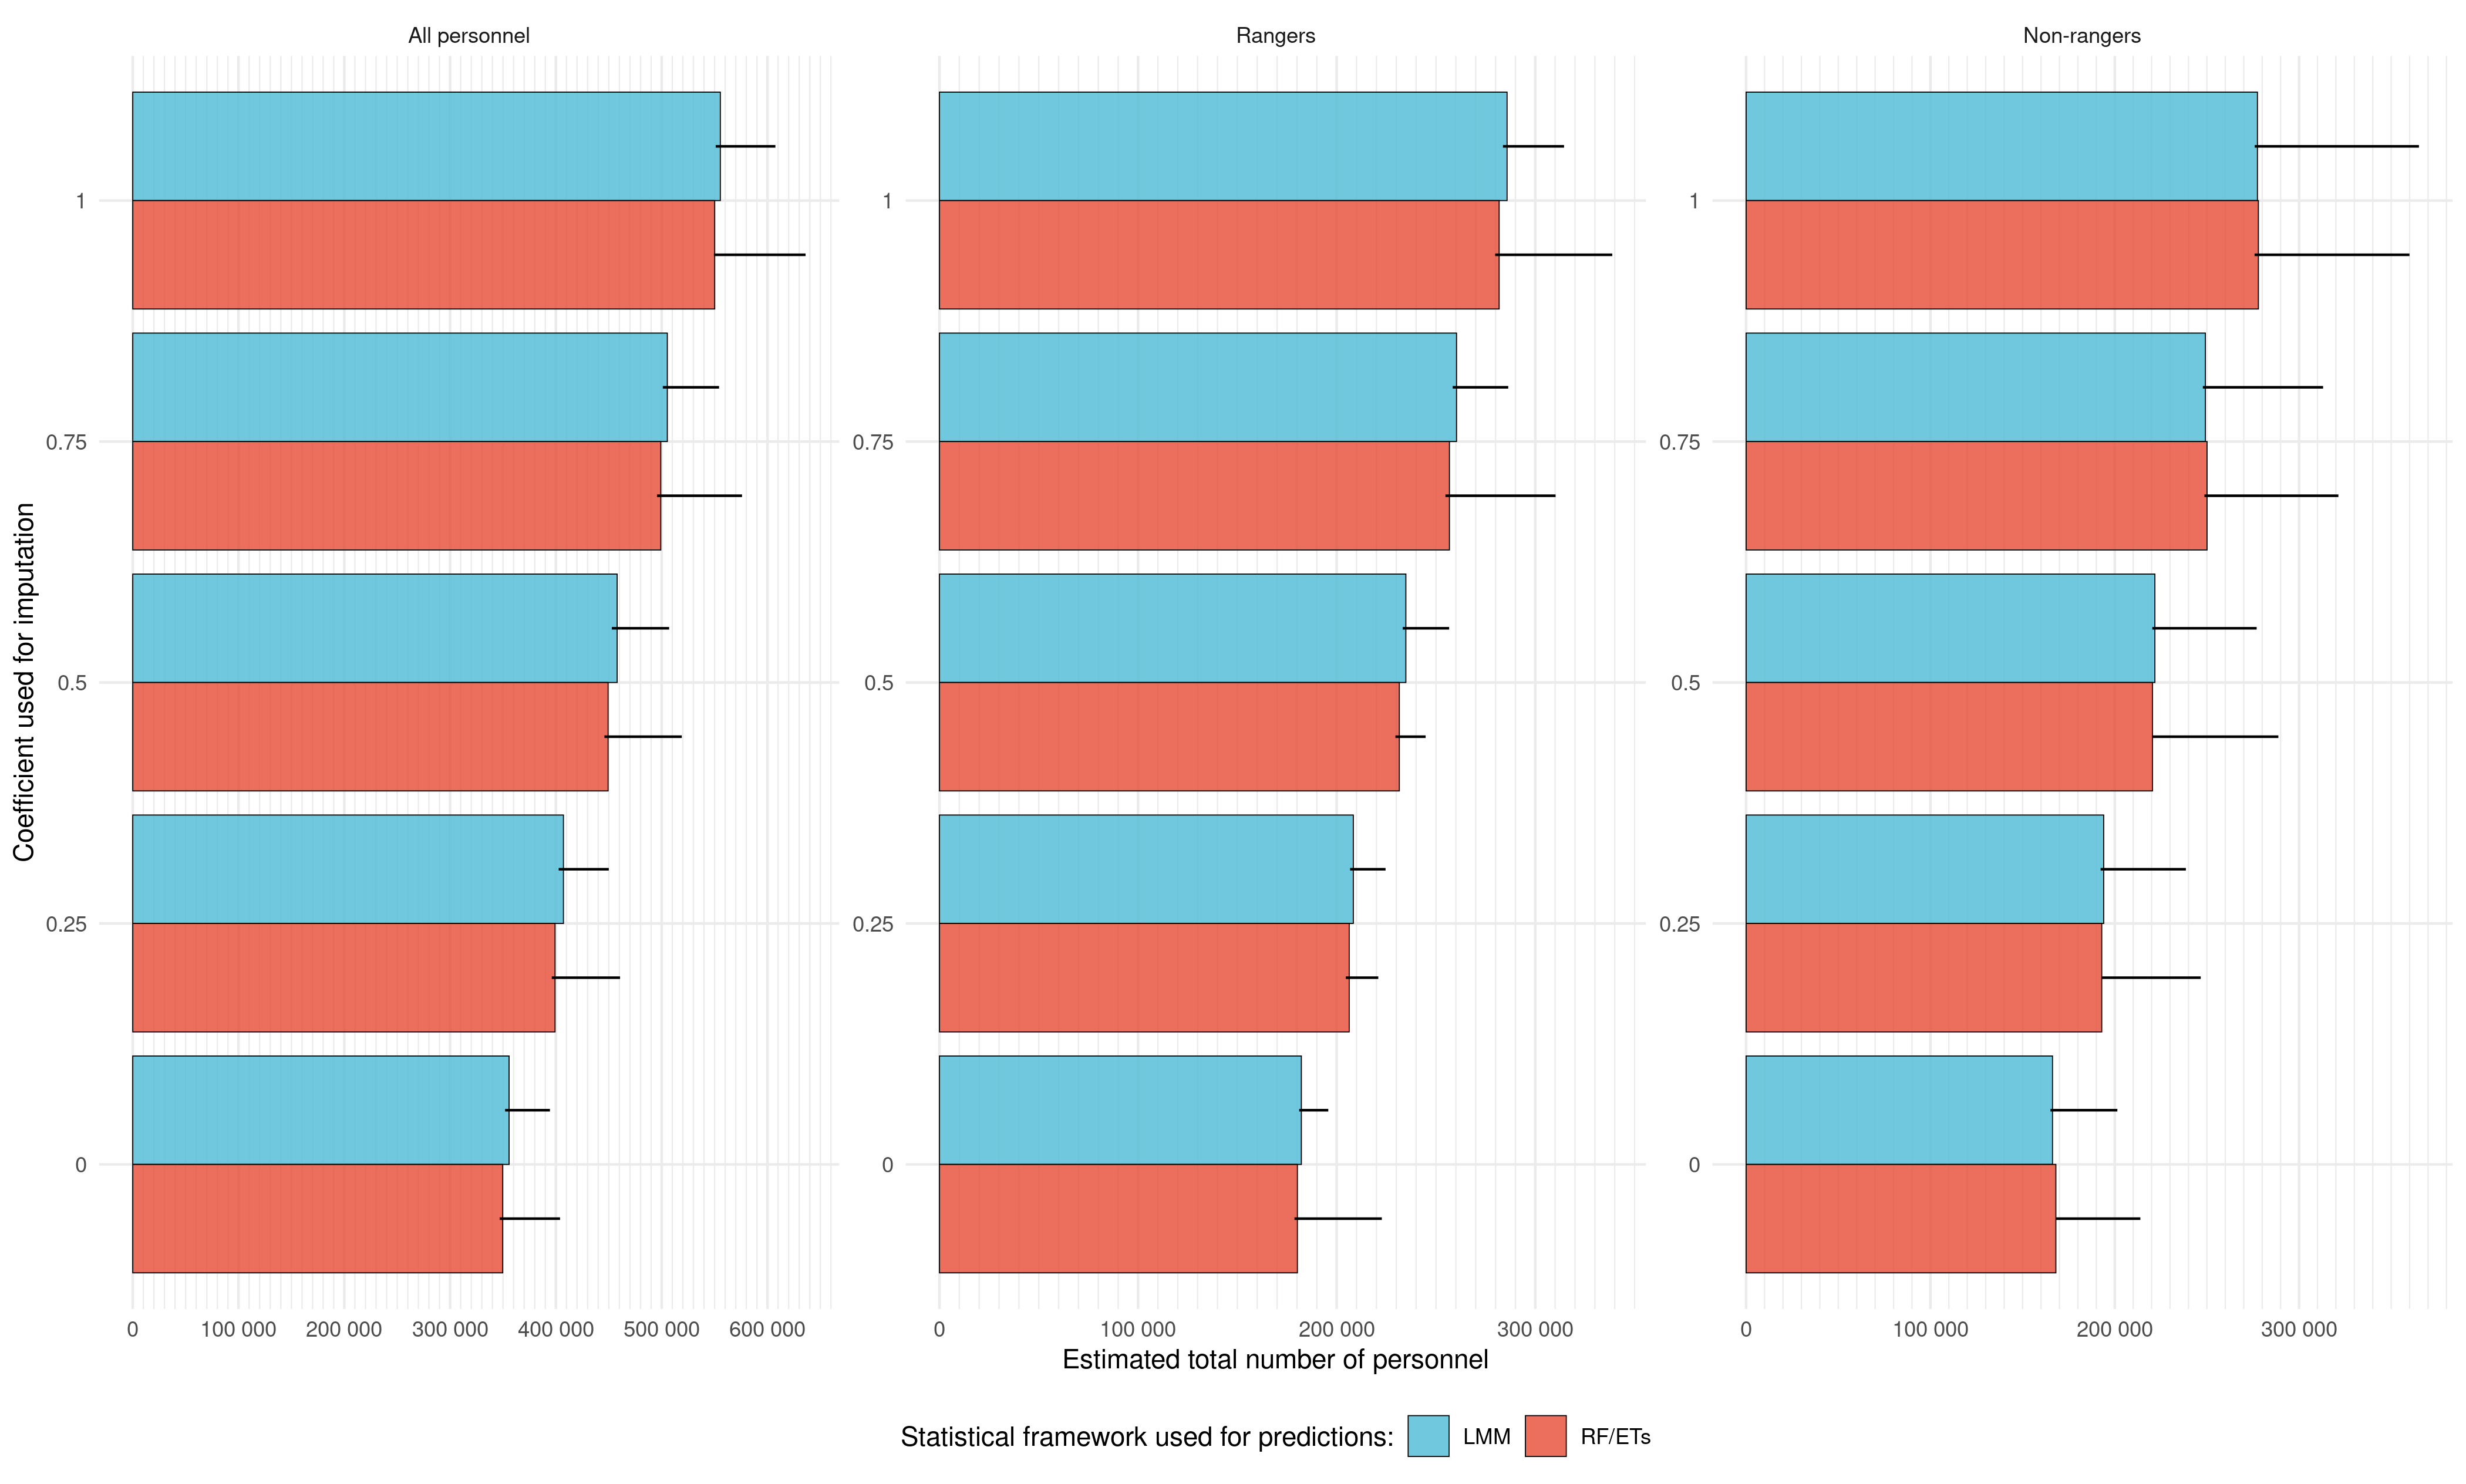 All personnel
Rangers
Non-rangers
Coefficient used for imputation
1
0.75
0.5
0.25
0
1
0.75
0.5
0.25
0
1
0.75
0.5
0.25
0
0 100 000 200 000 300 000 400 000 500 000 600 000
0 100 000 200 000 300 000
0 100 000 200 000 300 000
Estimated total number of personnel
Statistical framework used for predictions: LMM RF/ETs